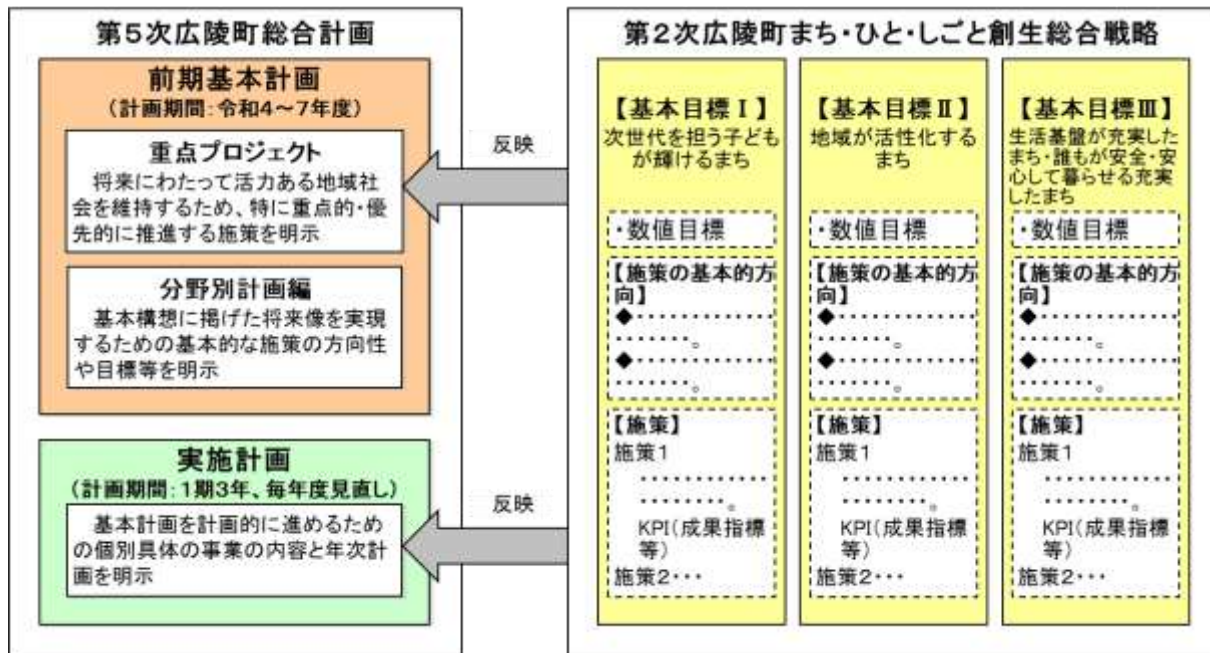 第5次広陵町総合計画
前期基本計画
(計画期間:令和4～7年度)
重点プロジェクト
将来にわたって活力ある地域社
会を維持するため、特に重点的・優
先的に推進する施策を明示
分野別計画編
基本構想に掲げた将来像を実現
するための基本的な施策の方向性
や目標等を明示
実施計画
(計画期間:1期3年、毎年度見直し)
基本計画を計画的に進めるため
の個別具体の事業の内容と年次計
画を明示
反映
反映
第2次広陵町まち・ひと・しごと創生総合戦略
【基本目標Ⅰ】
次世代を担う子ども
が輝けるまち
・数値目標
【施策の基本的方
向】
◆・・・・・・・・・・・・
・・・・・・・。
◆・・・・・・・・・・・・
・・・・・・・。
【施策】
施策1
・・・・・・・・・・・・
・・・・・・・・。
KPI(成果指標
等)
施策2・・・
【基本目標Ⅱ】
地域が活性化する
まち
・数値目標
【施策の基本的方
向】
◆・・・・・・・・・・・・
・・・・・・・。
◆・・・・・・・・・・・・
・・・・・・・。
【施策】
施策1
・・・・・・・・・・・・
・・・・・・・・。
KPI(成果指標
等)
施策2・・・
【基本目標Ⅲ】
生活基盤が充実した
まち・誰もが安全・安
心して暮らせる充実
したまち
・数値目標
【施策の基本的方
向】
◆・・・・・・・・・・・・
・・・・・・・。
◆・・・・・・・・・・・・
・・・・・・・。
【施策】
施策1
・・・・・・・・・・・・
・・・・・・・・。
KPI(成果指標
等)
施策2・・・